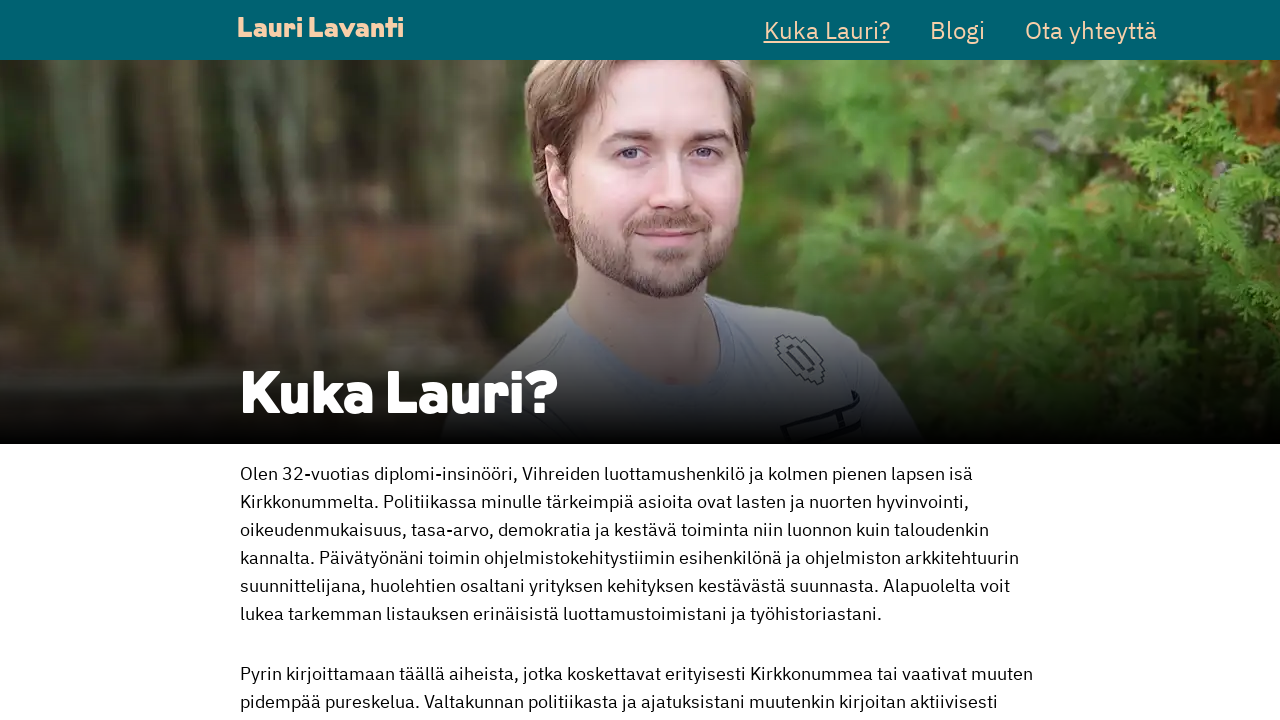 Lauri Lavanti
Kuka Lauri?
Blogi
Ota yhteyttä
Kuka Lauri?
Olen 32-vuotias diplomi-insinööri, Vihreiden luottamushenkilö ja kolmen pienen lapsen isä
Kirkkonummelta. Politiikassa minulle tärkeimpiä asioita ovat lasten ja nuorten hyvinvointi,
oikeudenmukaisuus, tasa-arvo, demokratia ja kestävä toiminta niin luonnon kuin taloudenkin
kannalta. Päivätyönäni toimin ohjelmistokehitystiimin esihenkilönä ja ohjelmiston arkkitehtuurin
suunnittelijana, huolehtien osaltani yrityksen kehityksen kestävästä suunnasta. Alapuolelta voit
lukea tarkemman listauksen erinäisistä luottamustoimistani ja työhistoriastani.
Pyrin kirjoittamaan täällä aiheista, jotka koskettavat erityisesti Kirkkonummea tai vaativat muuten
pidempää pureskelua. Valtakunnan politiikasta ja ajatuksistani muutenkin kirjoitan aktiivisesti